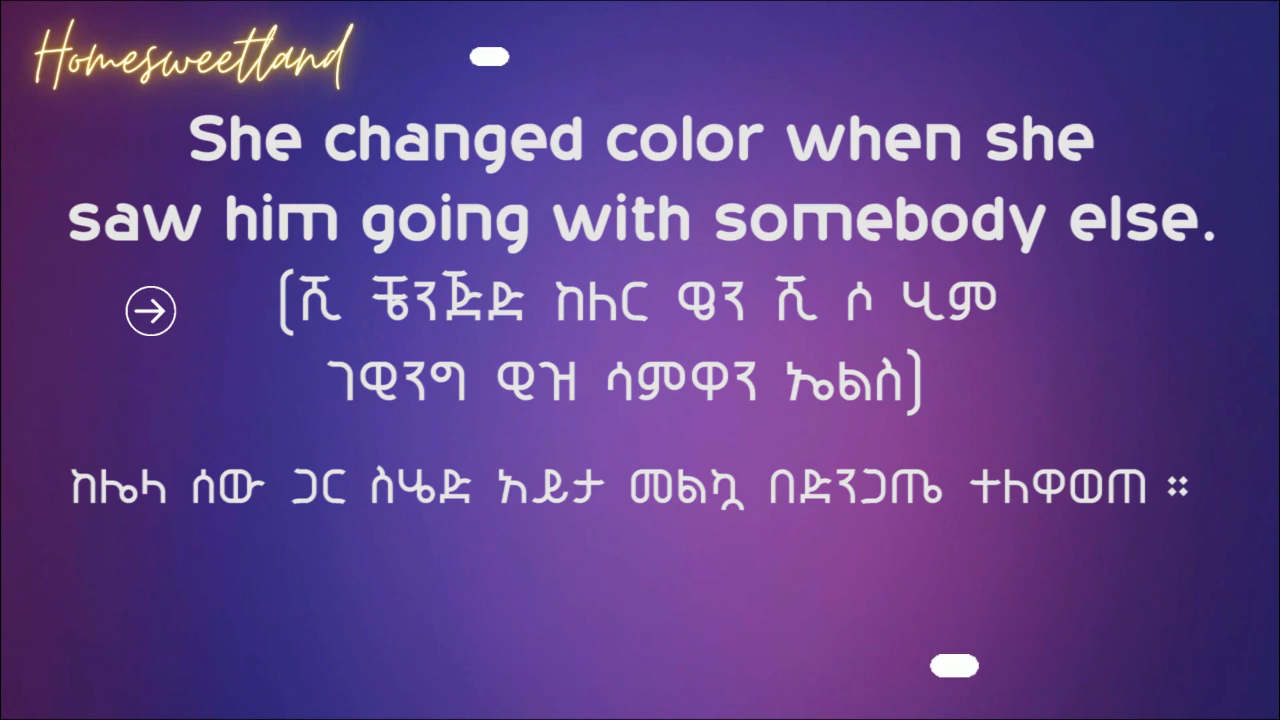 Homesweetland
She changed color when she
saw him going with somebody else.
(ሺ ቼንጅድ ከለር ዌን ሺ ሶ ሂም
ገዊንግ ዊዝ ሳምዋን ኤልስ)
ከሌላ ሰው ጋር ስሄድ አይታ መልኳ በድንጋጤ ተለዋወጠ ።